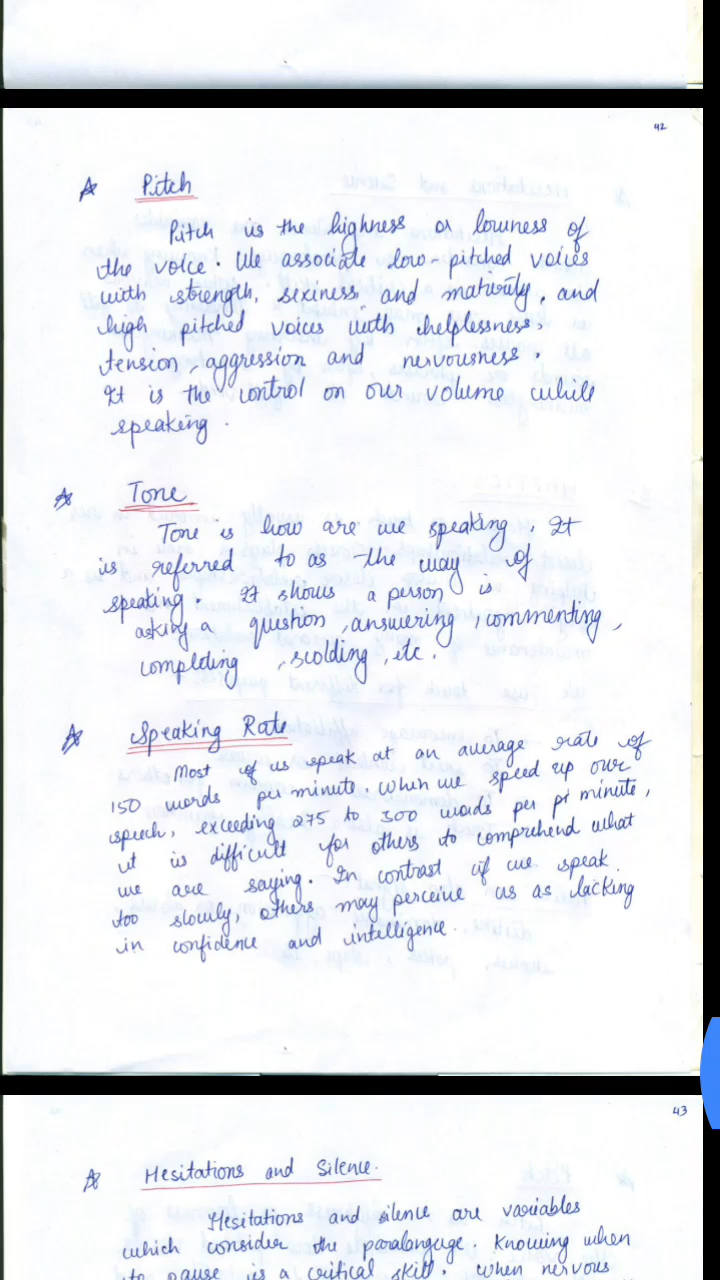 42
Pitch
Pitch is the highness or lowness of
the voice. We associate low-pitched voices
with strength, sexiness and maturity, and
high pitched voices with helplessness,
tension, aggression and nervousness.
It is the control on our volume while
speaking.
Tone
Tone is how are we speaking, It
is referred to as the way of
speaking. It shows a person is
asking a question, answering, commenting,
complding, scolding, etc.
Speaking Rate
Most of us speak at an average rate of
150 words per minute. When we speed up our
speech, exceeding 275 to 300 words per pr minute,
it is difficult for others to comprehend what
we are saying. In contrast if we speak
too slowly, others may perceive us as lacking
in confidence and intelligence.
43
Hesitations and Silence.
Hesitations and silence are variables
which consider the paralanguge. Knowing when
to pause is a critical skill. When nervous